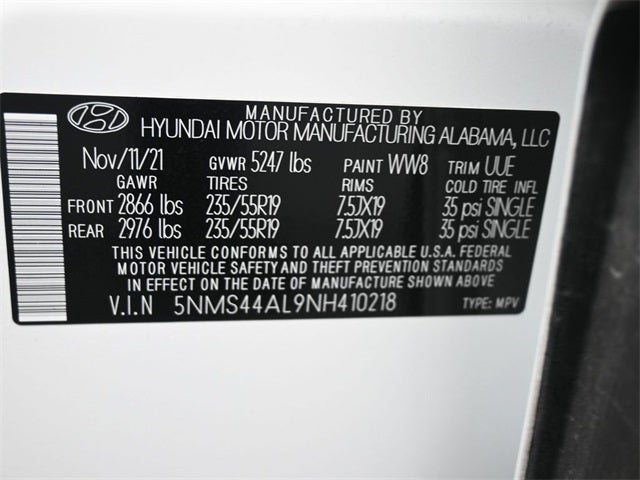 MANUFACTURED BY
HYUNDAI MOTOR MANUFACTURING ALABAMA, LLC
Nov/11/21 GVWR 5247 lbs PAINT WW8 TRIM UUE
GAWR TIRES RIMS COLD TIRE INFL
FRONT 2866 lbs 235/55R19 7.5JX19 35 psi SINGLE
REAR 2976 lbs 235/55R19 7.5JX19 35 psi SINGLE
THIS VEHICLE CONFORMS TO ALL APPLICABLE U.S.A. FEDERAL
MOTOR VEHICLE SAFETY AND THEFT PREVENTION STANDARDS
IN EFFECT ON THE DATE OF MANUFACTURE SHOWN ABOVE
V.I.N 5NMS44AL9NH410218 TYPE: MPV